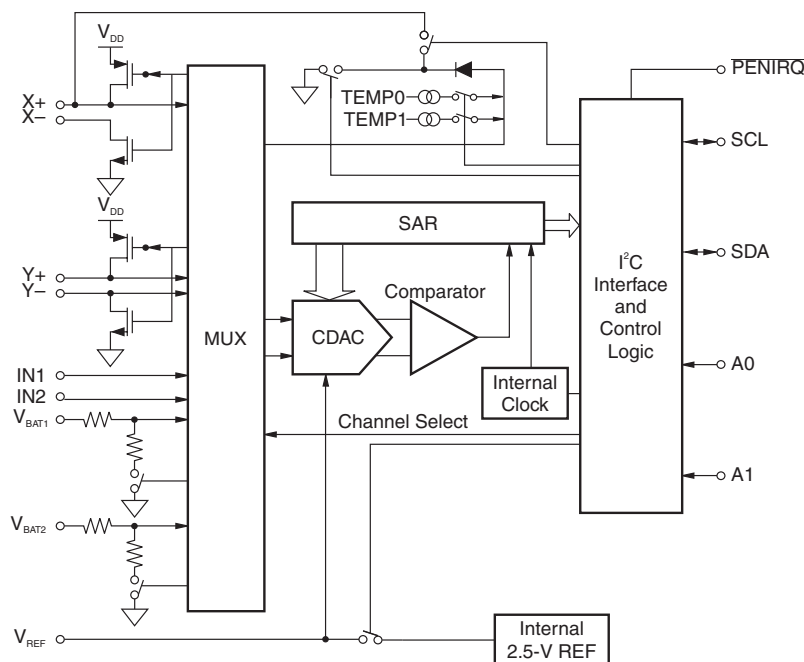 V_DD
X+
X−
TEMP0
TEMP1
PENIRQ
SCL
V_DD
SAR
SDA
Y+
Y−
Comparator
CDAC
MUX
I²C
Interface
and
Control
Logic
IN1
IN2
Internal
Clock
A0
V_BAT1
Channel Select
A1
V_BAT2
V_REF
Internal
2.5-V REF